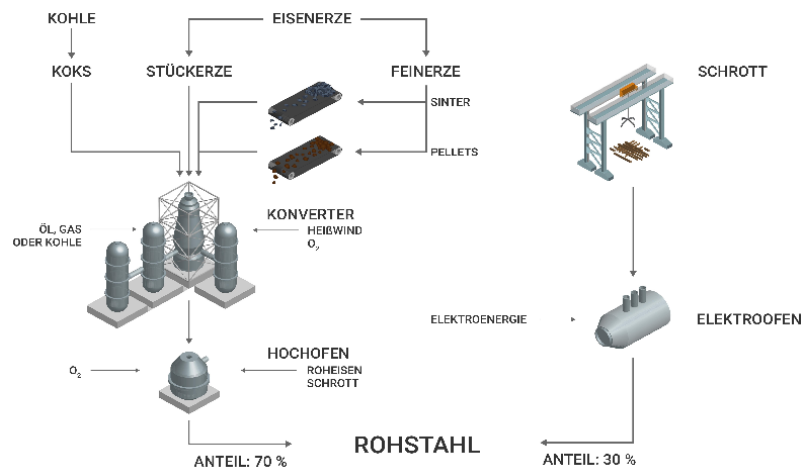 KOHLE
EISENERZE
KOKS
STÜCKERZE
FEINERZE
SCHROTT
SINTER
PELLETS
ÖL, GAS
ODER KOHLE
KONVERTER
HEIßWIND
O₂
ELEKTROENERGIE
ELEKTROOFEN
O₂
HOCHOFEN
ROHEISEN
SCHROTT
ROHSTAHL
ANTEIL: 70 %
ANTEIL: 30 %